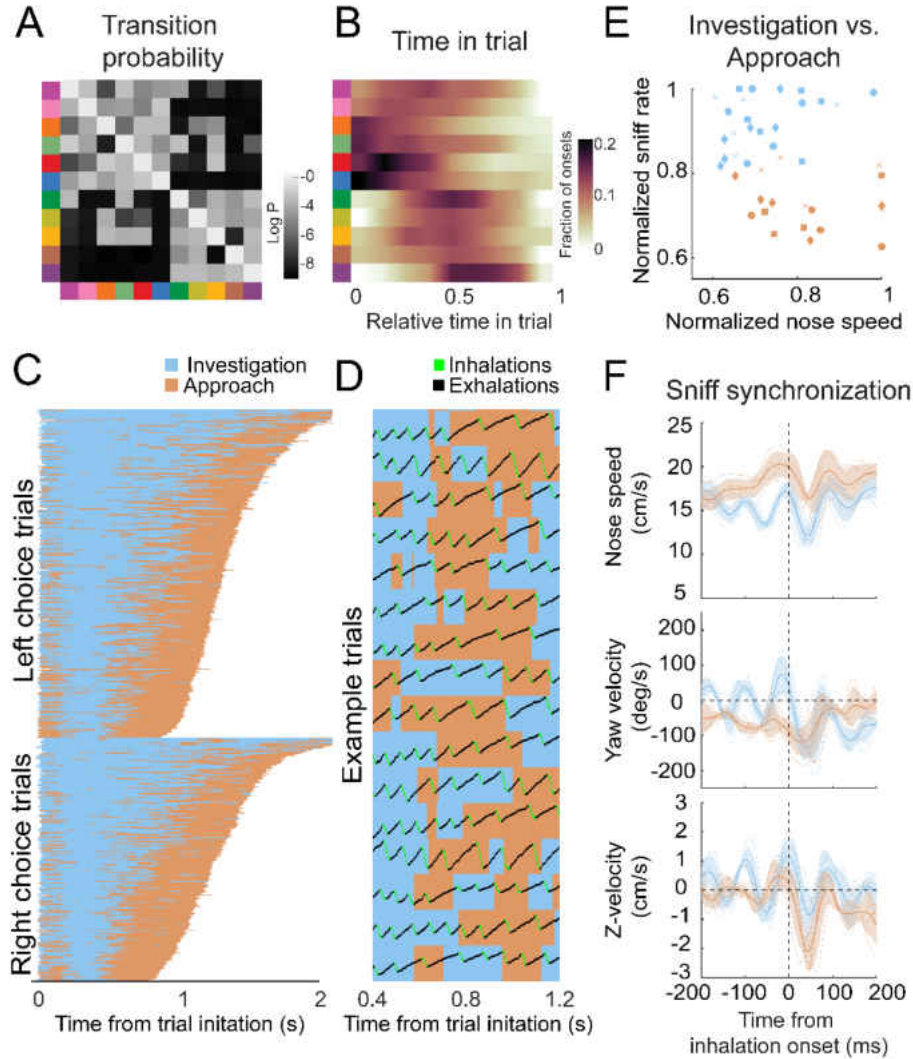 A
Transition
probability
-0
-2
-4
-6
-8
Log P
B
Time in trial
0
0.5
1
Relative time in trial
0.2
0.1
0
Fraction of onsets
E
Investigation vs.
Approach
1
0.8
0.6
Normalized sniff rate
0.6
0.8
1
Normalized nose speed
C
Investigation
Approach
Left choice trials
Right choice trials
0
1
2
Time from trial initation (s)
D
Inhalations
Exhalations
Example trials
0.4
0.8
1.2
Time from trial initation (s)
F
Sniff synchronization
25
20
15
10
5
Nose speed
(cm/s)
200
100
0
-100
-200
Yaw velocity
(deg/s)
3
2
1
0
-1
-2
-3
Z-velocity
(cm/s)
-200
-100
0
100
200
Time from
inhalation onset (ms)